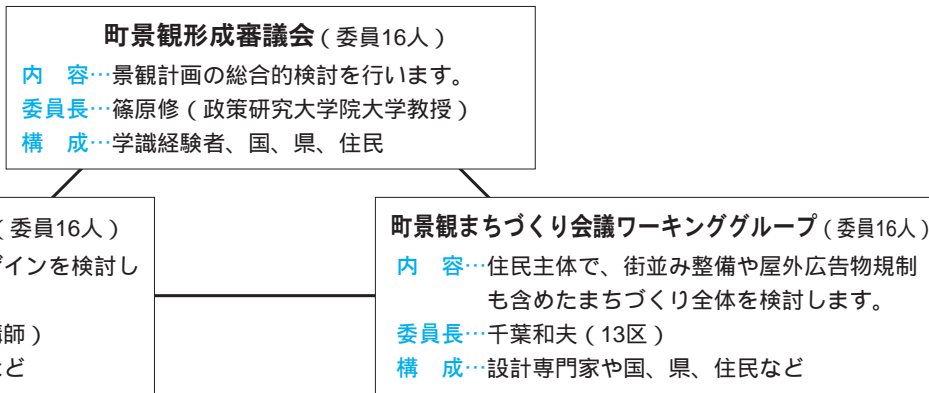 町景観形成審議会(委員16人)
内 容…景観計画の総合的検討を行います。
委員長…篠原修(政策研究大学院大学教授)
構 成…学識経験者、国、県、住民
(委員16人)
インを検討し
師)
ど
町景観まちづくり会議ワーキンググループ(委員16人)
内 容…住民主体で、街並み整備や屋外広告物規制
も含めたまちづくり全体を検討します。
委員長…千葉和夫(13区)
構 成…設計専門家や国、県、住民など